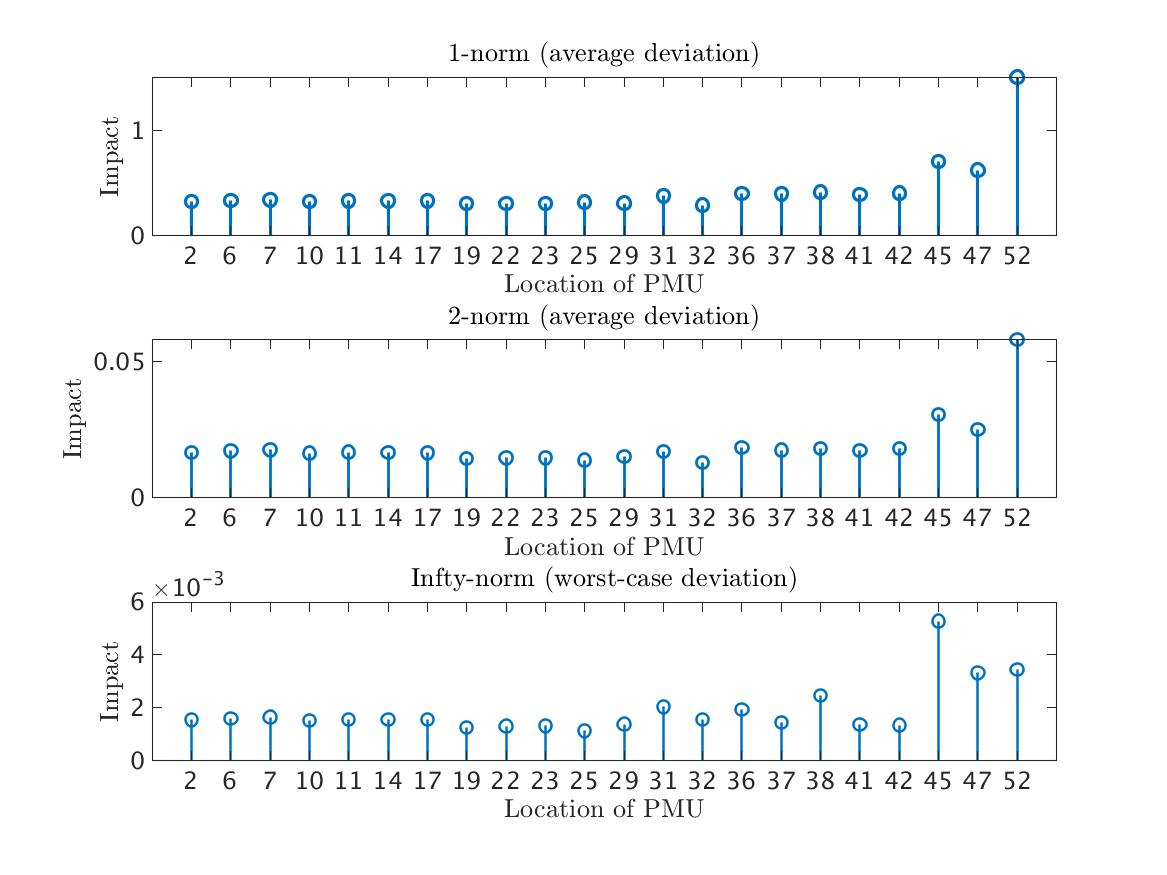 1-norm (average deviation)
Impact
1
0
2 6 7 10 11 14 17 19 22 23 25 29 31 32 36 37 38 41 42 45 47 52
Location of PMU
2-norm (average deviation)
Impact
0.05
0
2 6 7 10 11 14 17 19 22 23 25 29 31 32 36 37 38 41 42 45 47 52
Location of PMU
Infty-norm (worst-case deviation)
×10⁻³
Impact
6
4
2
0
2 6 7 10 11 14 17 19 22 23 25 29 31 32 36 37 38 41 42 45 47 52
Location of PMU